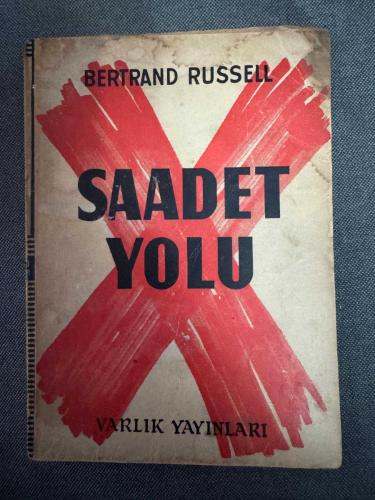 BERTRAND RUSSELL
SAADET
YOLU
VARLIK YAYINLARI